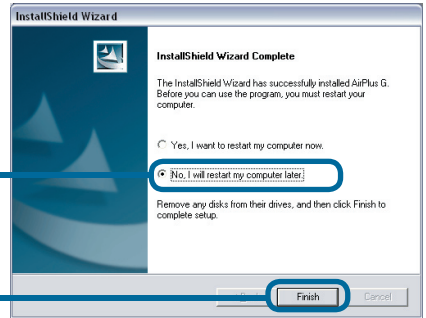 InstallShield Wizard
InstallShield Wizard Complete
The InstallShield Wizard has successfully installed AirPlus G.
Before you can use the program, you must restart your
computer.
Yes, I want to restart my computer now.
No, I will restart my computer later.
Remove any disks from their drives, and then click Finish to
complete setup.
Finish
Cancel